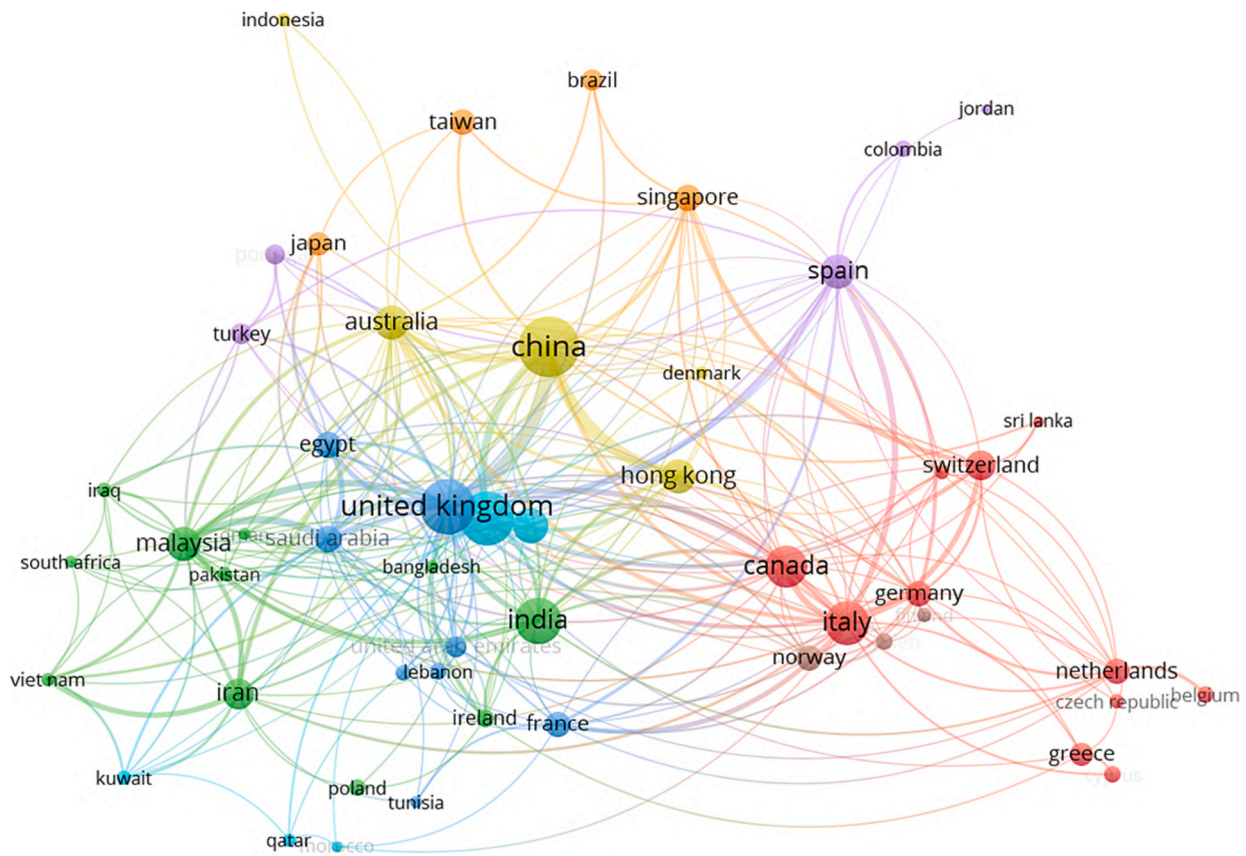 indonesia
brazil
taiwan
jordan
colombia
singapore
japan
spain
turkey
australia
china
denmark
sri lanka
egypt
switzerland
hong kong
iraq
united kingdom
saudi arabia
malaysia
south africa
pakistan
bangladesh
canada
germany
india
italy
united arab emirates
norway
lebanon
netherlands
viet nam
iran
czech republic
belgium
ireland
france
greece
cyprus
kuwait
poland
tunisia
qatar
morocco